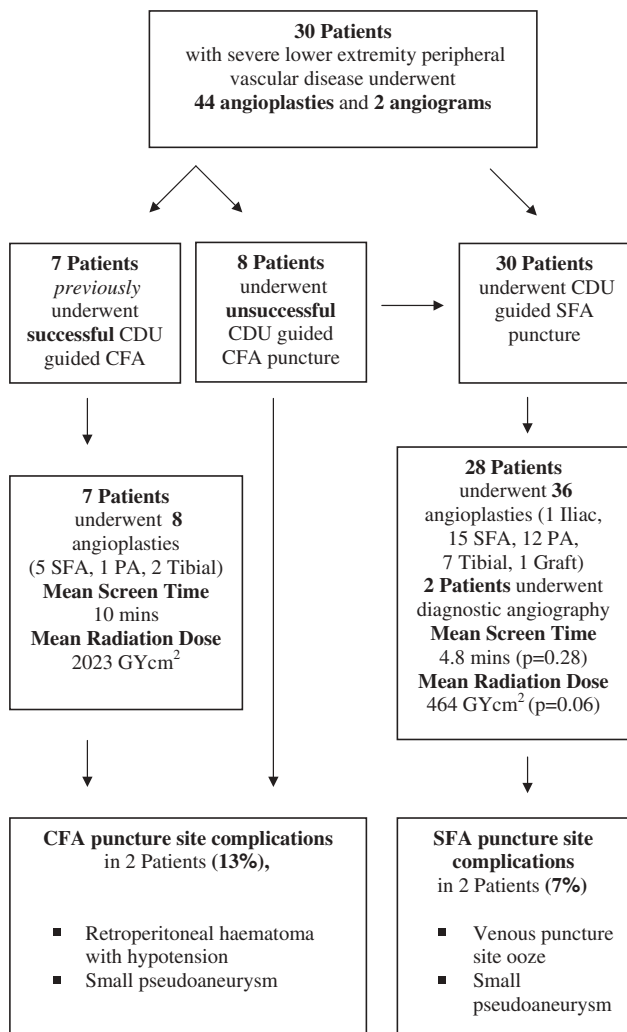 30 Patients
with severe lower extremity peripheral
vascular disease underwent
44 angioplasties and 2 angiograms
7 Patients
previously
underwent
successful CDU
guided CFA
8 Patients
underwent
unsuccessful
CDU guided
CFA puncture
30 Patients
underwent CDU
guided SFA
puncture
7 Patients
underwent 8
angioplasties
(5 SFA, 1 PA, 2 Tibial)
Mean Screen Time
10 mins
Mean Radiation Dose
2023 GYcm²
28 Patients
underwent 36
angioplasties (1 Iliac,
15 SFA, 12 PA,
7 Tibial, 1 Graft)
2 Patients underwent
diagnostic angiography
Mean Screen Time
4.8 mins (p=0.28)
Mean Radiation Dose
464 GYcm² (p=0.06)
CFA puncture site complications
in 2 Patients (13%),
▪ Retroperitoneal haematoma
with hypotension
▪ Small pseudoaneurysm
SFA puncture site
complications
in 2 Patients (7%)
▪ Venous puncture
site ooze
▪ Small
pseudoaneurysm